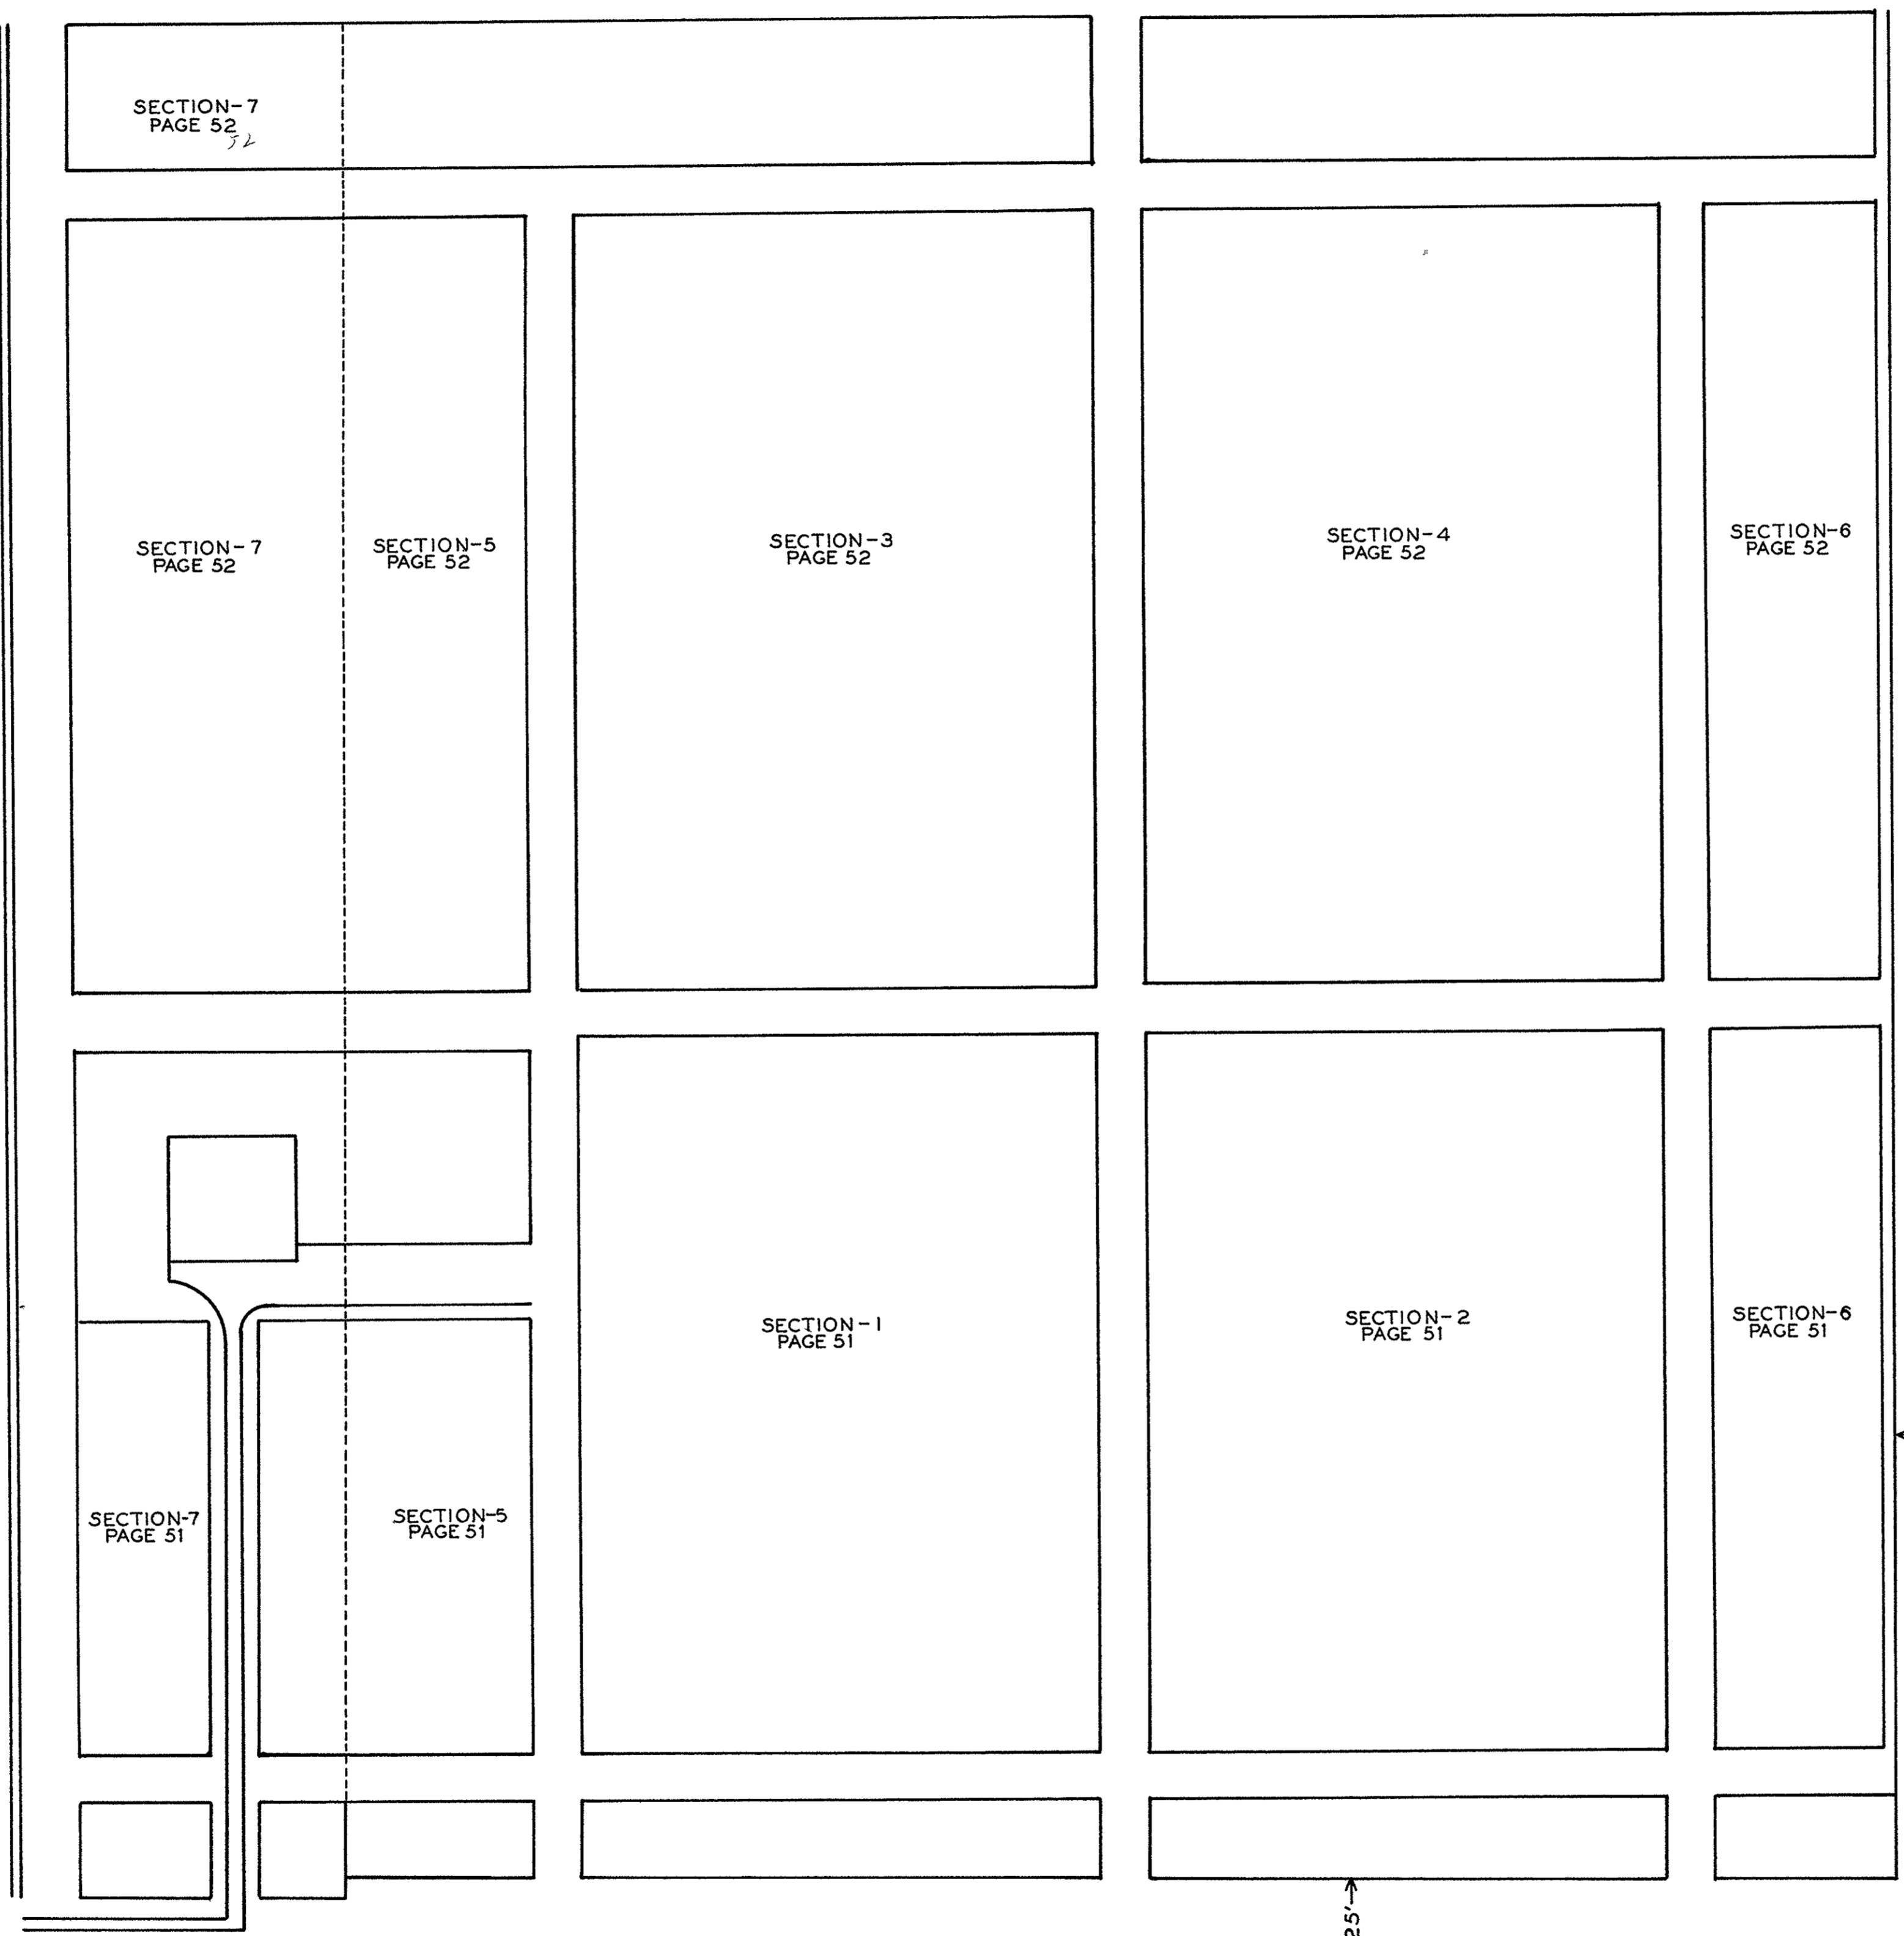 SECTION-7
PAGE 52
52
SECTION-7
PAGE 52
SECTION-5
PAGE 52
SECTION-3
PAGE 52
SECTION-4
PAGE 52
SECTION-6
PAGE 52
SECTION-1
PAGE 51
SECTION-2
PAGE 51
SECTION-6
PAGE 51
SECTION-7
PAGE 51
SECTION-5
PAGE 51
25'